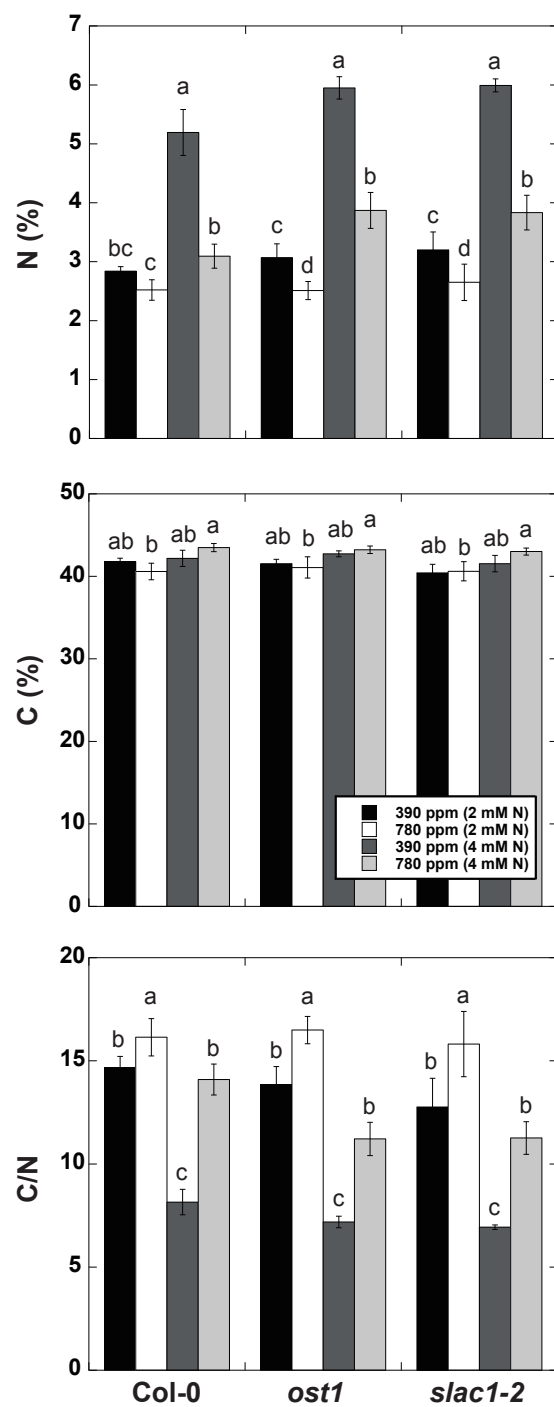 7
6
5
4
3
2
1
0
N (%)
bc c a b
c d a b
c d a b
50
40
30
20
10
0
C (%)
ab b ab a
ab b ab a
ab b ab a
390 ppm (2 mM N)
780 ppm (2 mM N)
390 ppm (4 mM N)
780 ppm (4 mM N)
20
15
10
5
0
C/N
b a c b
b a c b
b a c b
Col-0 ost1 slac1-2